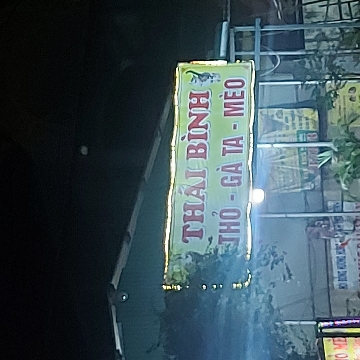 THÁI BÌNH
THỎ - GÀ TA - MÈO